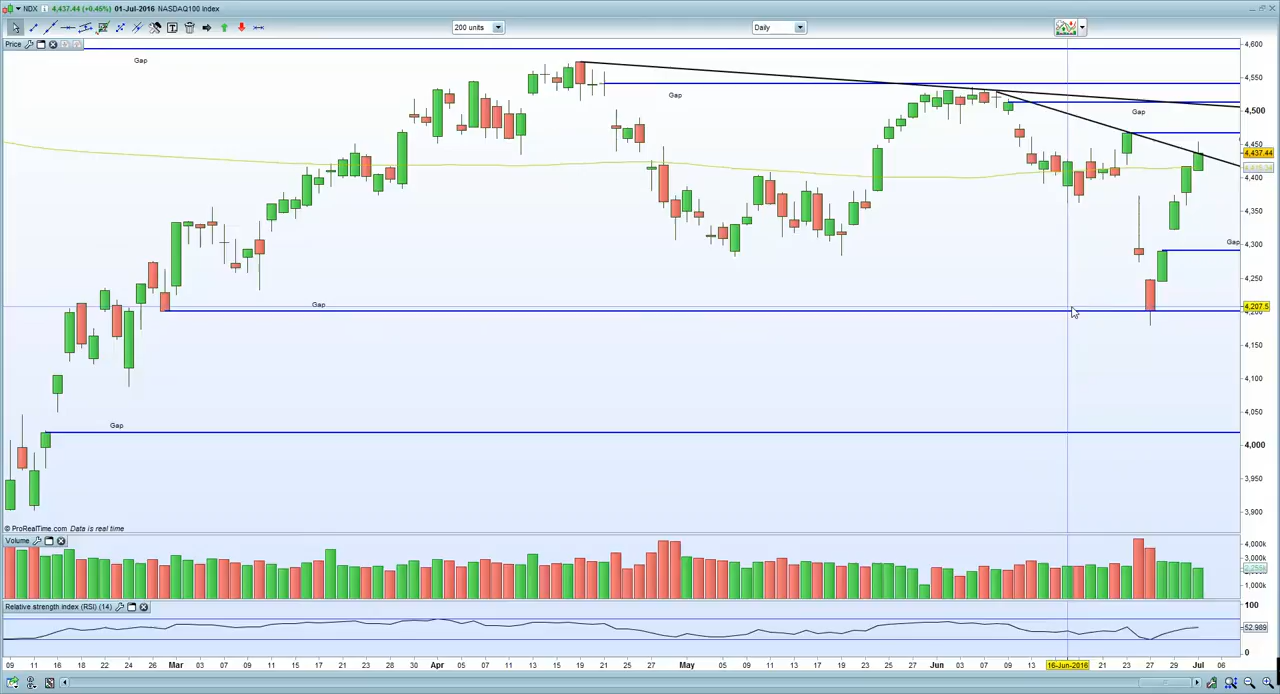 NDX 4,437.44 (+0.45%) 01-Jul-2016 NASDAQ100 Index
200 units Daily
Price
4,600
Gap
4,550
Gap
4,500
Gap
4,450
4,437.44
4,400
4,350
4,300
Gap
4,250
Gap
4,207.5
4,150
4,100
4,050
Gap
4,000
3,950
3,900
© ProRealTime.com Data is real time
Volume
4,000k
3,000k
1,000k
Relative strength index (RSI) (14)
100
52.989
0
09 11 16 18 22 24 26 Mar 03 07 09 11 15 17 21 23 28 30 Apr 05 07 11 13 15 19 21 25 27 May 05 09 11 13 17 19 23 25 27 Jun 03 07 09 13 16-Jun-2016 21 23 27 29 Jul 06